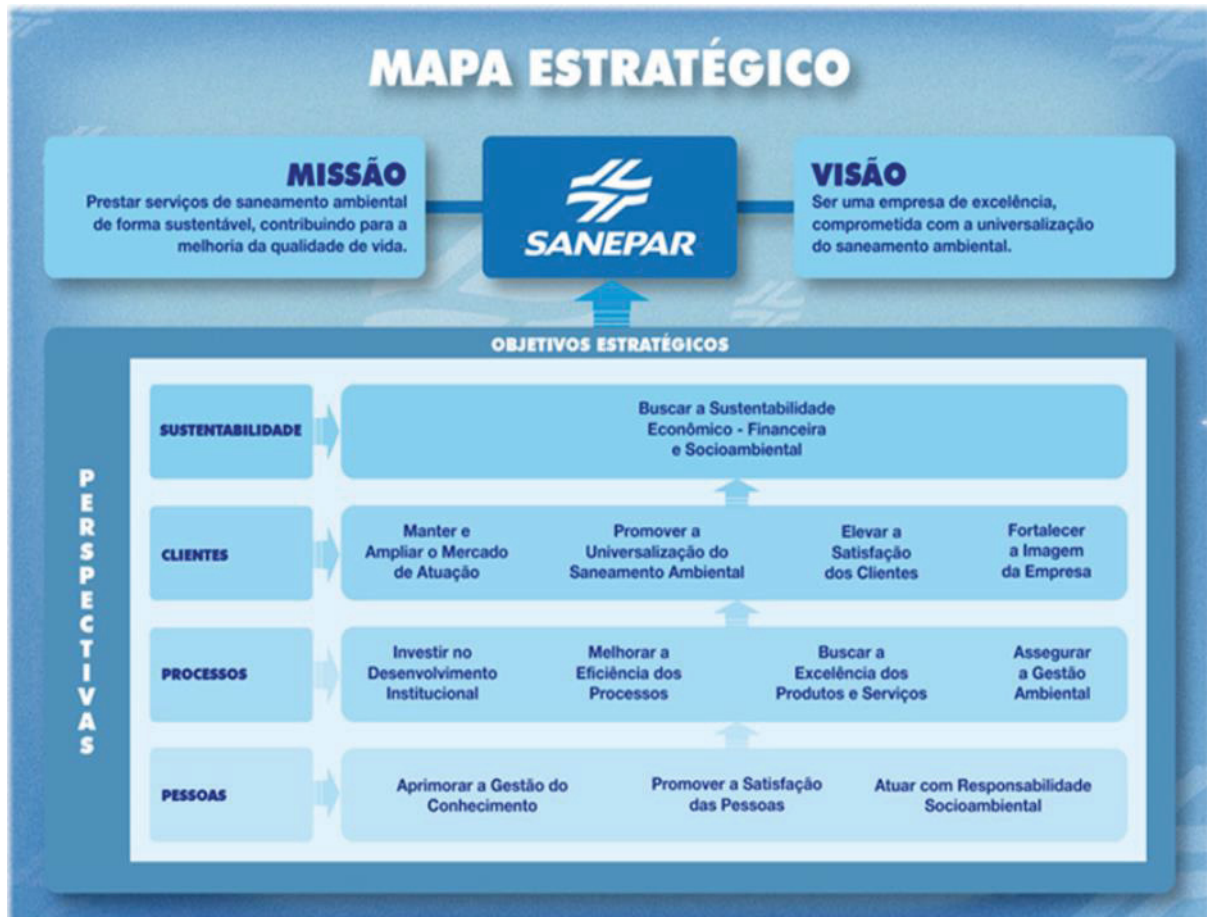 MAPA ESTRATÉGICO
MISSÃO
Prestar serviços de saneamento ambiental
de forma sustentável, contribuindo para a
melhoria da qualidade de vida.
SANEPAR
VISÃO
Ser uma empresa de excelência,
comprometida com a universalização
do saneamento ambiental.
OBJETIVOS ESTRATÉGICOS
PERSPECTIVAS
SUSTENTABILIDADE
Buscar a Sustentabilidade
Econômico - Financeira
e Socioambiental
CLIENTES
Manter e
Ampliar o Mercado
de Atuação
Promover a
Universalização do
Saneamento Ambiental
Elevar a
Satisfação
dos Clientes
Fortalecer
a Imagem
da Empresa
PROCESSOS
Investir no
Desenvolvimento
Institucional
Melhorar a
Eficiência dos
Processos
Buscar a
Excelência dos
Produtos e Serviços
Assegurar
a Gestão
Ambiental
PESSOAS
Aprimorar a Gestão do
Conhecimento
Promover a Satisfação
das Pessoas
Atuar com Responsabilidade
Socioambiental